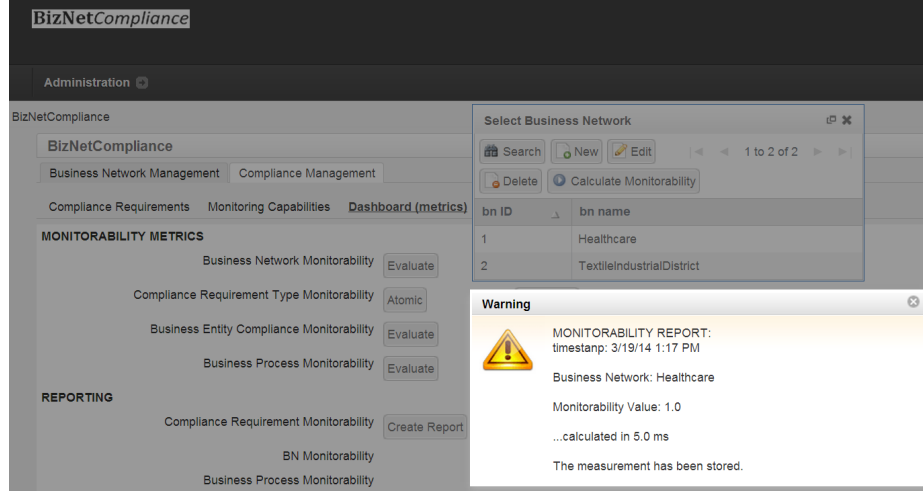 BizNetCompliance
Administration
BizNetCompliance
BizNetCompliance
Business Network Management Compliance Management
Compliance Requirements Monitoring Capabilities Dashboard (metrics)
MONITORABILITY METRICS
Business Network Monitorability Evaluate
Compliance Requirement Type Monitorability Atomic
Business Entity Compliance Monitorability Evaluate
Business Process Monitorability Evaluate
REPORTING
Compliance Requirement Monitorability Create Report
BN Monitorability
Business Process Monitorability
Select Business Network
Search New Edit 1 to 2 of 2
Delete Calculate Monitorability
bn ID bn name
1 Healthcare
2 TextileIndustrialDistrict
Warning
MONITORABILITY REPORT:
timestanp: 3/19/14 1:17 PM
Business Network: Healthcare
Monitorability Value: 1.0
...calculated in 5.0 ms
The measurement has been stored.